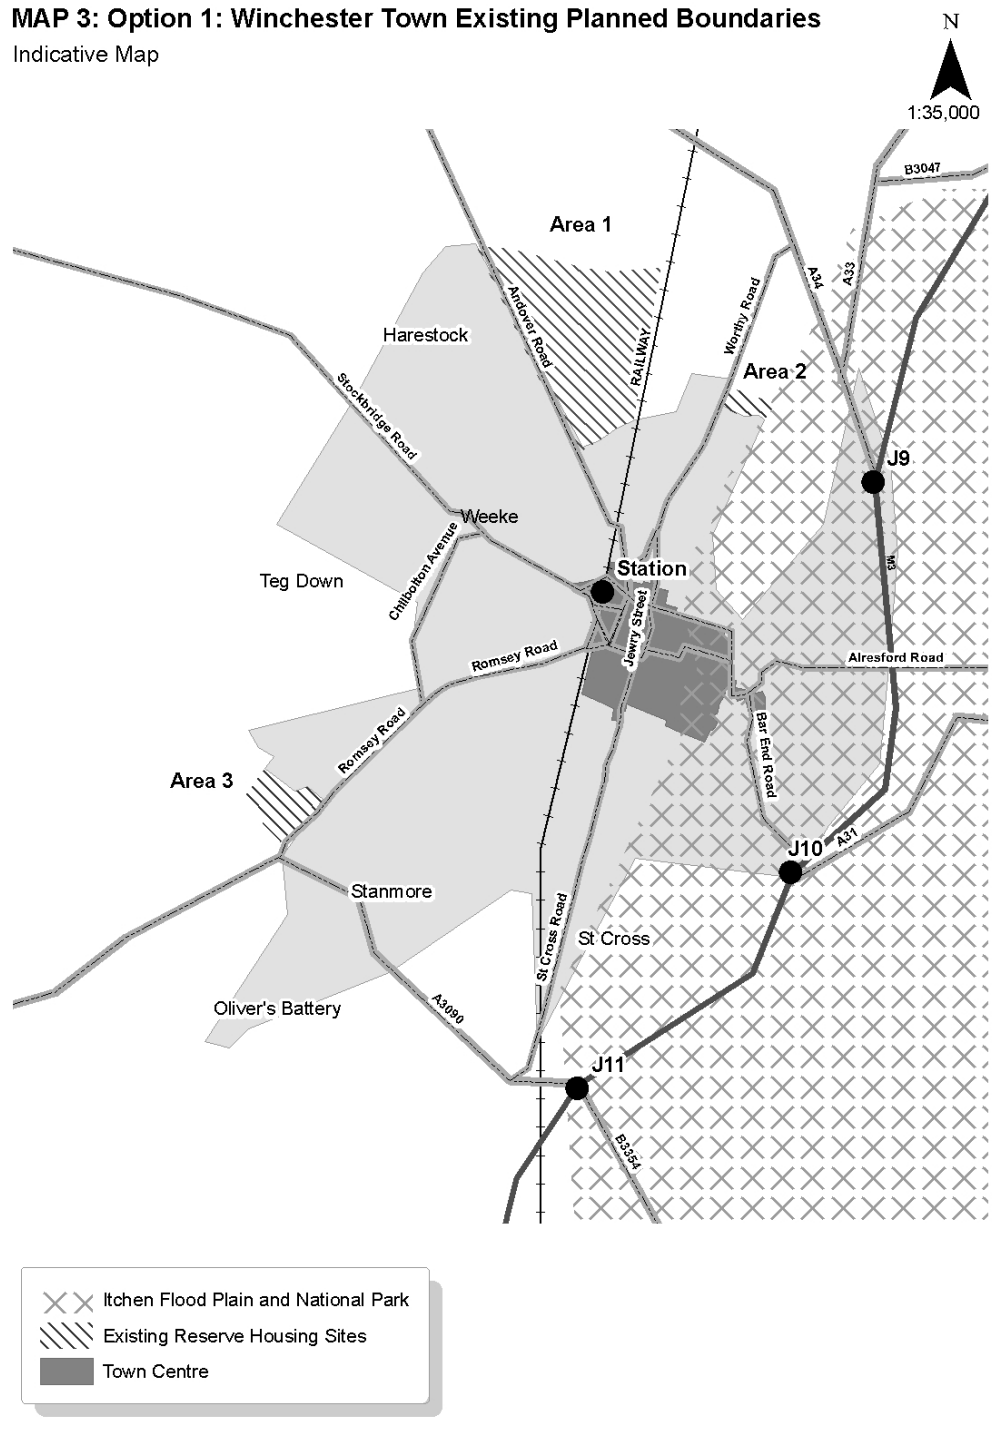 MAP 3: Option 1: Winchester Town Existing Planned Boundaries
Indicative Map
N
1:35,000
B3047
Area 1
A34
A33
Andover Road
Worthy Road
Harestock
RAILWAY
Area 2
Stockbridge Road
J9
Weeke
Chilbolton Avenue
M3
Station
Teg Down
Jewry Street
Romsey Road
Alresford Road
Romsey Road
Bar End Road
Area 3
A31
J10
Stanmore
St Cross Road
St Cross
Oliver's Battery
A3090
J11
B3354
Itchen Flood Plain and National Park
Existing Reserve Housing Sites
Town Centre